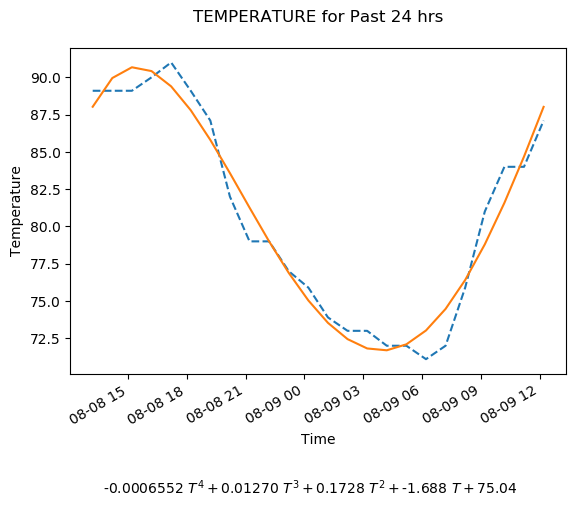 TEMPERATURE for Past 24 hrs
90.0
87.5
85.0
82.5
80.0
77.5
75.0
72.5
Temperature
08-08 15 08-08 18 08-08 21 08-09 00 08-09 03 08-09 06 08-09 09 08-09 12
Time
-0.0006552 T⁴ + 0.01270 T³ + 0.1728 T² + -1.688 T + 75.04